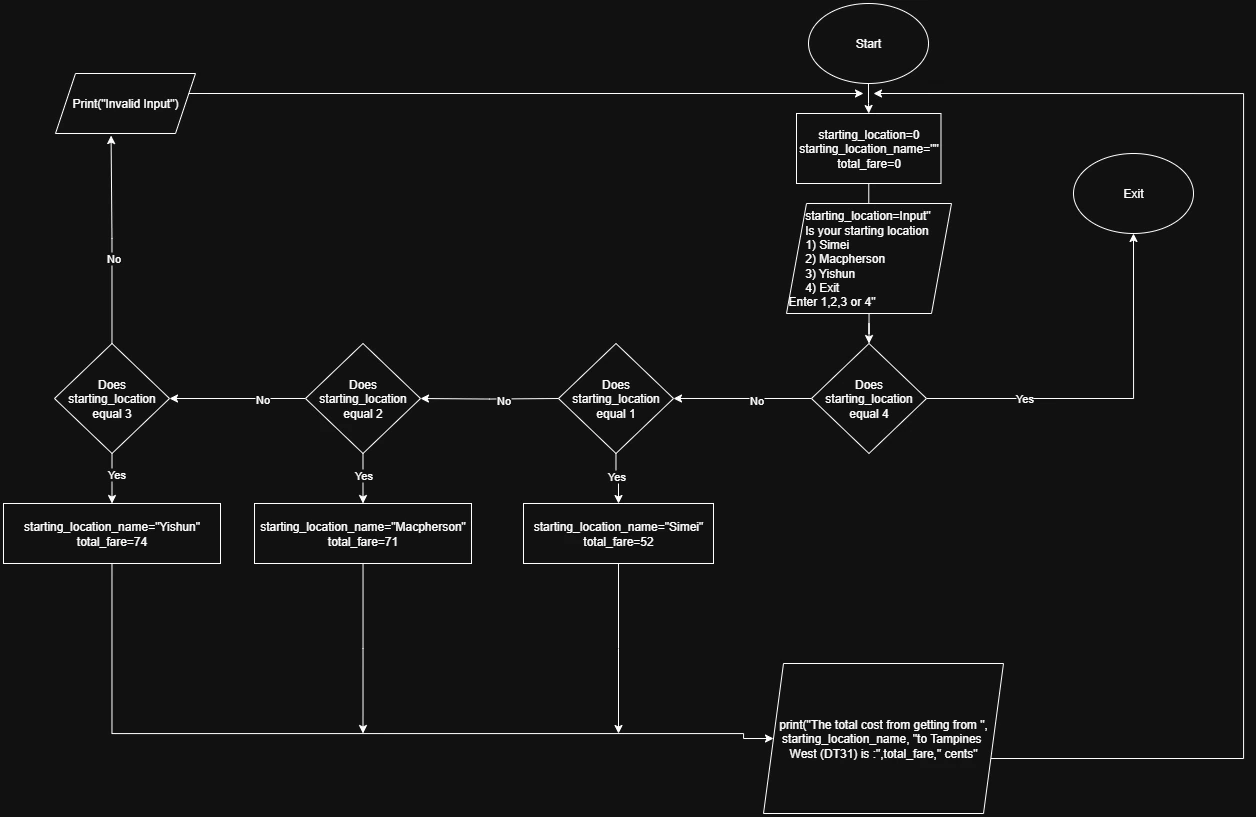 Start
Print("Invalid Input")
starting_location=0
starting_location_name=""
total_fare=0
Exit
starting_location=Input"
Is your starting location
1) Simei
2) Macpherson
3) Yishun
4) Exit
Enter 1,2,3 or 4"
No
Does
starting_location
equal 3
No
Does
starting_location
equal 2
No
Does
starting_location
equal 1
No
Does
starting_location
equal 4
Yes
Yes
Yes
Yes
starting_location_name="Yishun"
total_fare=74
starting_location_name="Macpherson"
total_fare=71
starting_location_name="Simei"
total_fare=52
print("The total cost from getting from ",
starting_location_name, "to Tampines
West (DT31) is :",total_fare," cents"